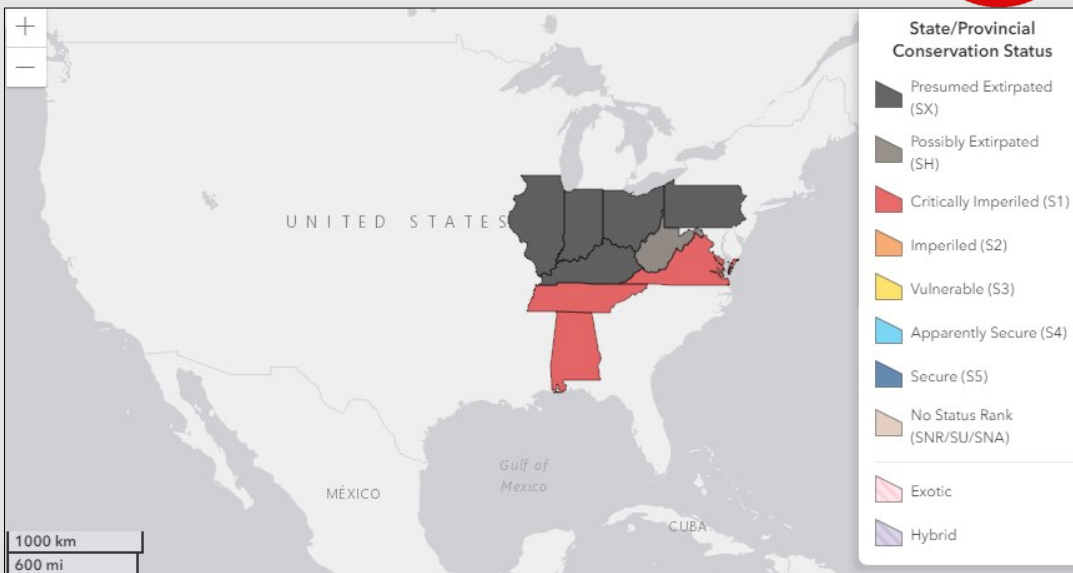 +
−
UNITED STATES
MÉXICO
Gulf of
Mexico
CUBA
1000 km
600 mi
State/Provincial
Conservation Status
Presumed Extirpated
(SX)
Possibly Extirpated
(SH)
Critically Imperiled (S1)
Imperiled (S2)
Vulnerable (S3)
Apparently Secure (S4)
Secure (S5)
No Status Rank
(SNR/SU/SNA)
Exotic
Hybrid